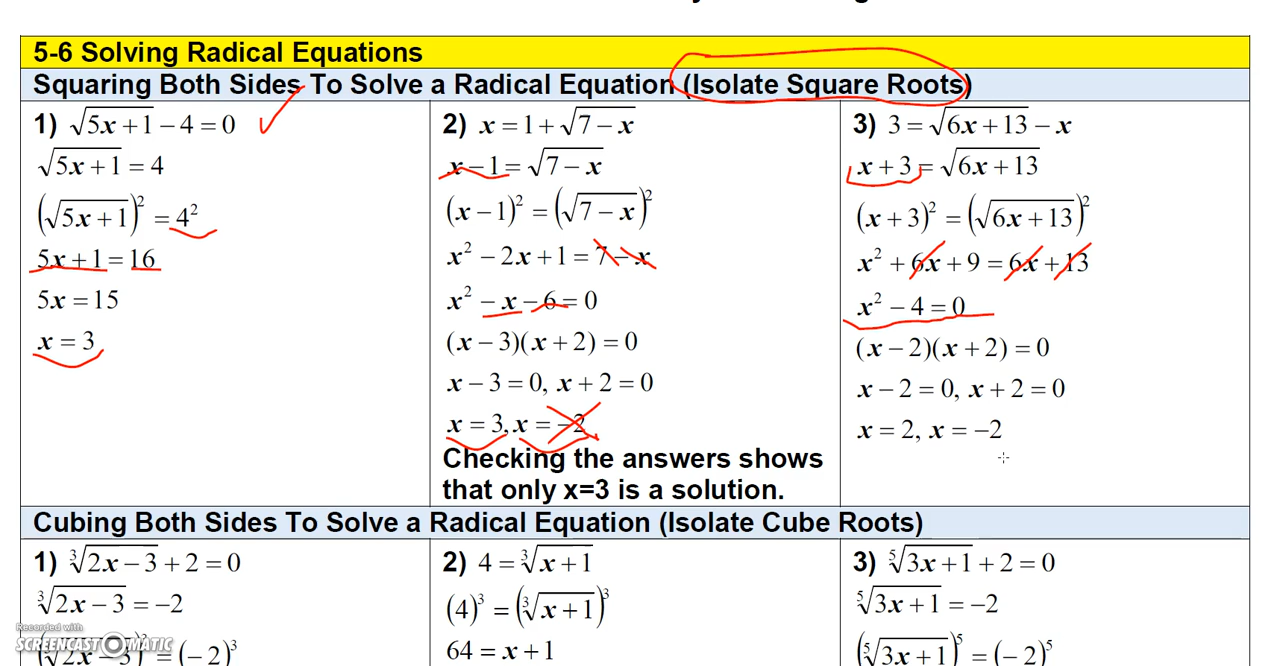 5-6 Solving Radical Equations
Squaring Both Sides To Solve a Radical Equation (Isolate Square Roots)
1) √(5x + 1) − 4 = 0
√(5x + 1) = 4
(√(5x + 1))² = 4²
5x + 1 = 16
5x = 15
x = 3
2) x = 1 + √(7 − x)
x − 1 = √(7 − x)
(x − 1)² = (√(7 − x))²
x² − 2x + 1 = 7 − x
x² − x − 6 = 0
(x − 3)(x + 2) = 0
x − 3 = 0, x + 2 = 0
x = 3, x = −2
Checking the answers shows
that only x=3 is a solution.
3) 3 = √(6x + 13) − x
x + 3 = √(6x + 13)
(x + 3)² = (√(6x + 13))²
x² + 6x + 9 = 6x + 13
x² − 4 = 0
(x − 2)(x + 2) = 0
x − 2 = 0, x + 2 = 0
x = 2, x = −2
Cubing Both Sides To Solve a Radical Equation (Isolate Cube Roots)
1) ∛(2x − 3) + 2 = 0
∛(2x − 3) = −2
(∛(2x − 3))³ = (−2)³
2) 4 = ∛(x + 1)
(4)³ = (∛(x + 1))³
64 = x + 1
3) ⁵√(3x + 1) + 2 = 0
⁵√(3x + 1) = −2
(⁵√(3x + 1))⁵ = (−2)⁵
Recorded with
SCREENCAST-O-MATIC